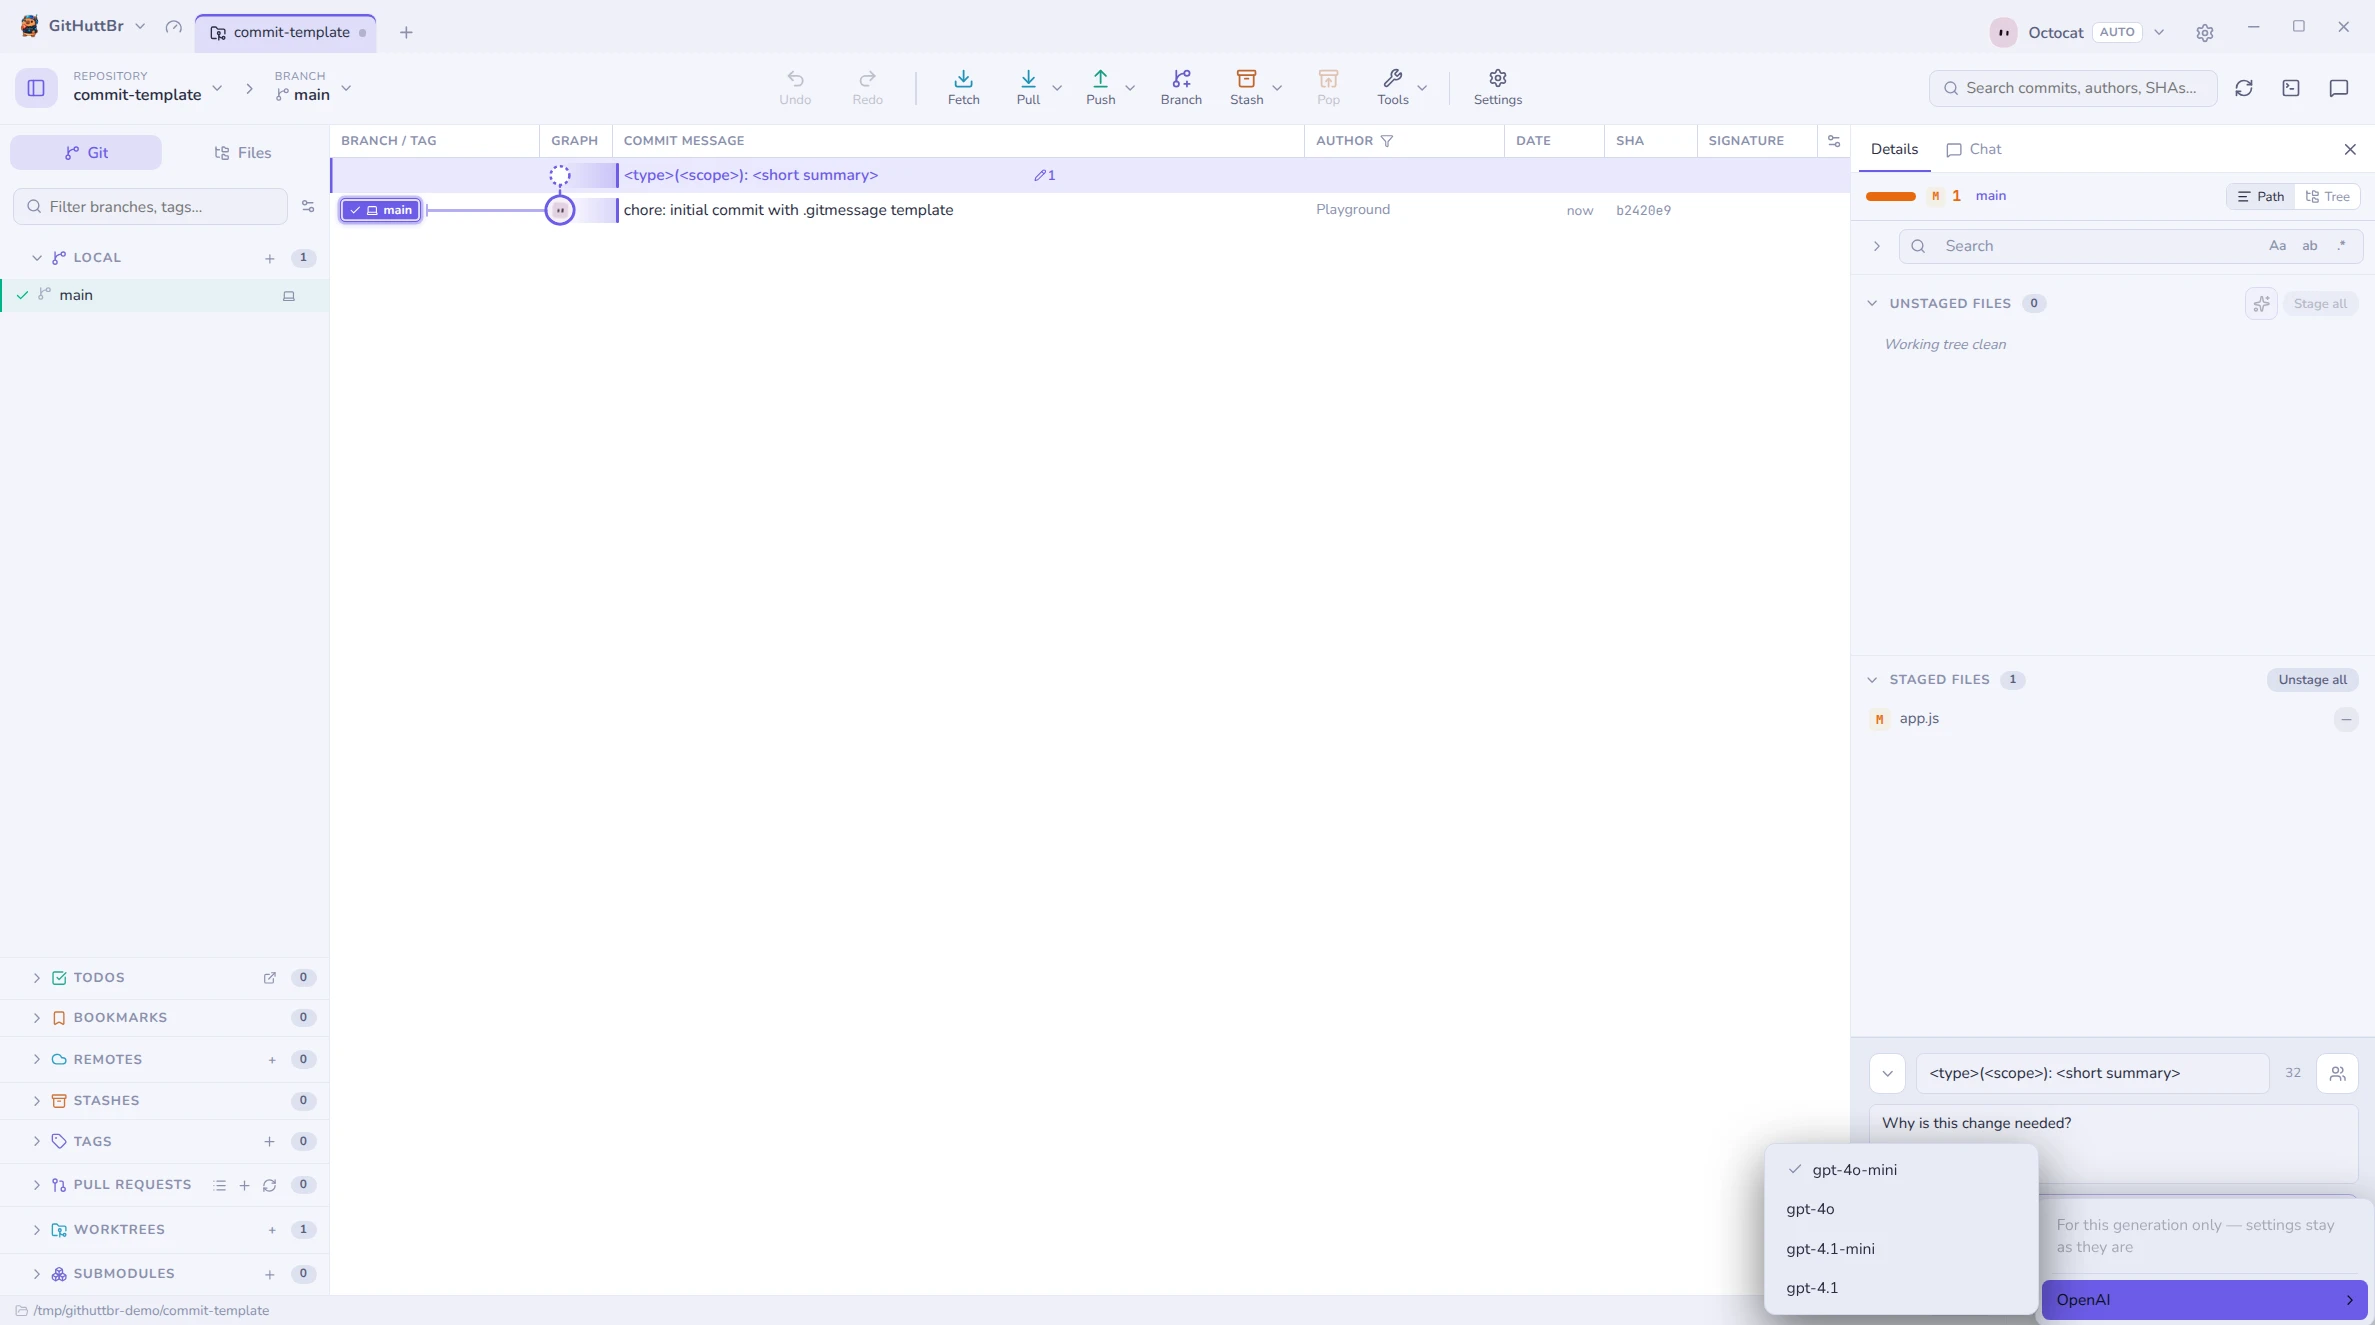 GitHuttBr
commit-template
Octocat AUTO
REPOSITORY
commit-template
BRANCH
main
Undo
Redo
Fetch
Pull
Push
Branch
Stash
Pop
Tools
Settings
Search commits, authors, SHAs...
Git
Files
Filter branches, tags...
LOCAL 1
main
TODOS 0
BOOKMARKS 0
REMOTES 0
STASHES 0
TAGS 0
PULL REQUESTS 0
WORKTREES 1
SUBMODULES 0
/tmp/githuttbr-demo/commit-template
BRANCH / TAG GRAPH COMMIT MESSAGE AUTHOR DATE SHA SIGNATURE
<type>(<scope>): <short summary> 1
main chore: initial commit with .gitmessage template Playground now b2420e9
Details
Chat
M 1 main
Path
Tree
Search Aa ab .*
UNSTAGED FILES 0
Stage all
Working tree clean
STAGED FILES 1
Unstage all
M app.js
<type>(<scope>): <short summary> 32
Why is this change needed?
gpt-4o-mini
gpt-4o
gpt-4.1-mini
gpt-4.1
For this generation only — settings stay
as they are
OpenAI